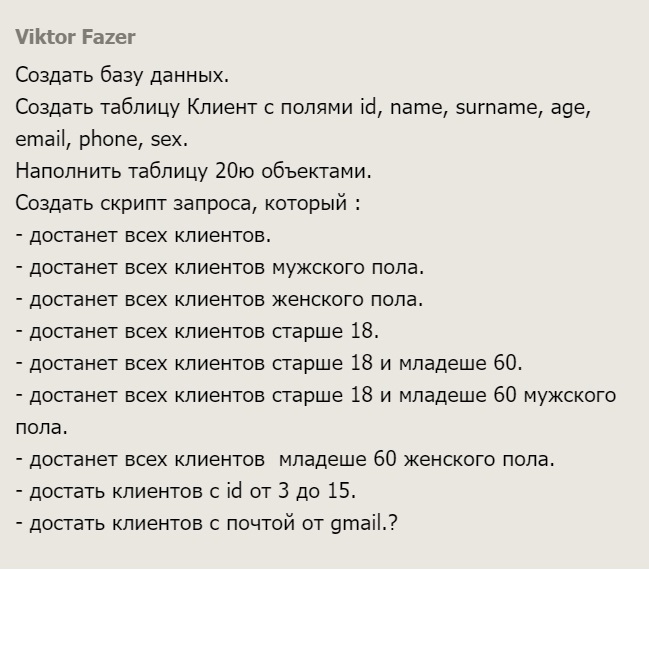 Viktor Fazer
Создать базу данных.
Создать таблицу Клиент с полями id, name, surname, age,
email, phone, sex.
Наполнить таблицу 20ю объектами.
Создать скрипт запроса, который :
- достанет всех клиентов.
- достанет всех клиентов мужского пола.
- достанет всех клиентов женского пола.
- достанет всех клиентов старше 18.
- достанет всех клиентов старше 18 и младеше 60.
- достанет всех клиентов старше 18 и младеше 60 мужского
пола.
- достанет всех клиентов  младеше 60 женского пола.
- достать клиентов с id от 3 до 15.
- достать клиентов с почтой от gmail.?